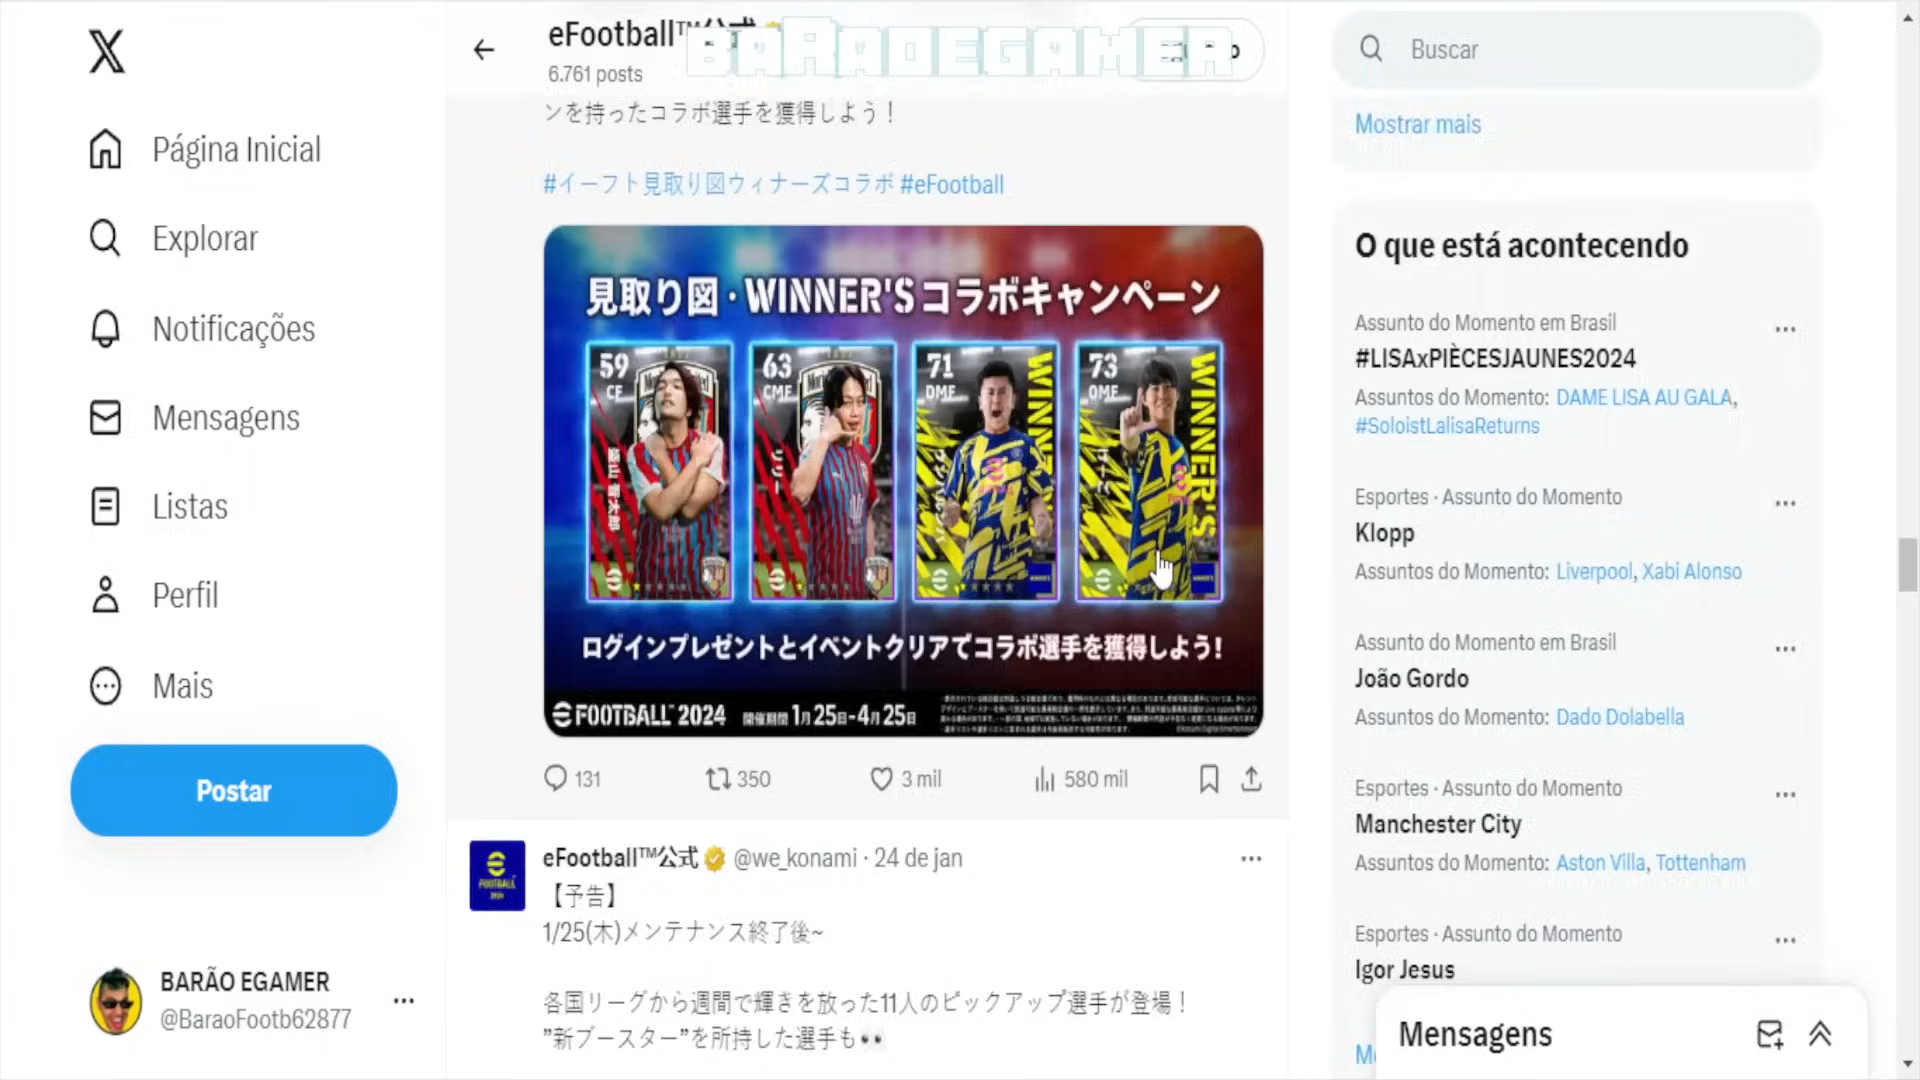 Página Inicial
Explorar
Notificações
Mensagens
Listas
Perfil
Mais
Postar
BARÃO EGAMER
@BaraoFootb62877
eFootball™公式
6.761 posts
BARAOEGAMER
ンを持ったコラボ選手を獲得しよう！
#イーフト見取り図ウィナーズコラボ #eFootball
見取り図・WINNER'Sコラボキャンペーン
59 63 71 73
CF CMF DMF OMF
WINNER'S
ログインプレゼントとイベントクリアでコラボ選手を獲得しよう!
FOOTBALL™ 2024 開催期間 1月25日-4月25日
131 350 3 mil 580 mil
eFootball™公式 @we_konami · 24 de jan
【予告】
1/25(木)メンテナンス終了後~
各国リーグから週間で輝きを放った11人のピックアップ選手が登場！
”新ブースター”を所持した選手も
Buscar
Mostrar mais
O que está acontecendo
Assunto do Momento em Brasil
#LISAxPIÈCESJAUNES2024
Assuntos do Momento: DAME LISA AU GALA,
#SoloistLalisaReturns
Esportes · Assunto do Momento
Klopp
Assuntos do Momento: Liverpool, Xabi Alonso
Assunto do Momento em Brasil
João Gordo
Assuntos do Momento: Dado Dolabella
Esportes · Assunto do Momento
Manchester City
Assuntos do Momento: Aston Villa, Tottenham
Esportes · Assunto do Momento
Igor Jesus
Mensagens